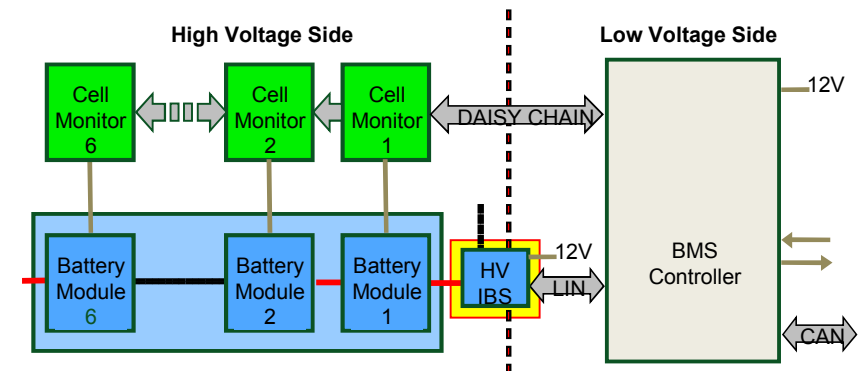 High Voltage Side
Low Voltage Side
Cell
Monitor
6
Cell
Monitor
2
Cell
Monitor
1
DAISY CHAIN
12V
Battery
Module
6
Battery
Module
2
Battery
Module
1
HV
IBS
12V
LIN
BMS
Controller
CAN